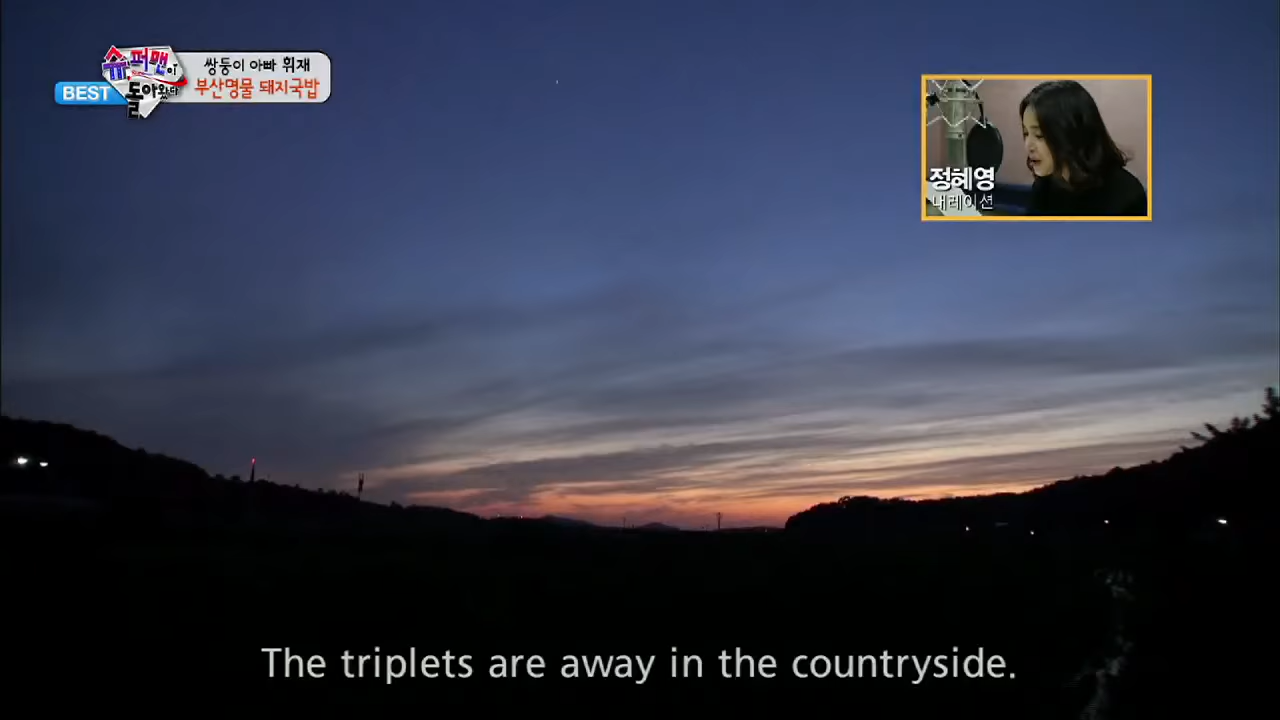 BEST
슈퍼맨이
돌아왔다
쌍둥이 아빠 휘재
부산명물 돼지국밥
정혜영
내레이션
The triplets are away in the countryside.